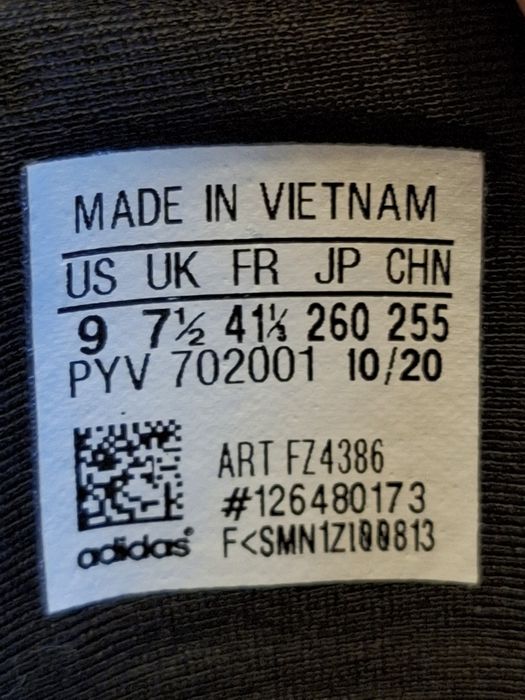 MADE IN VIETNAM
US UK FR JP CHN
9 7½ 41⅓ 260 255
PYV 702001 10/20
ART FZ4386
#126480173
adidas® F<SMN1ZI00813